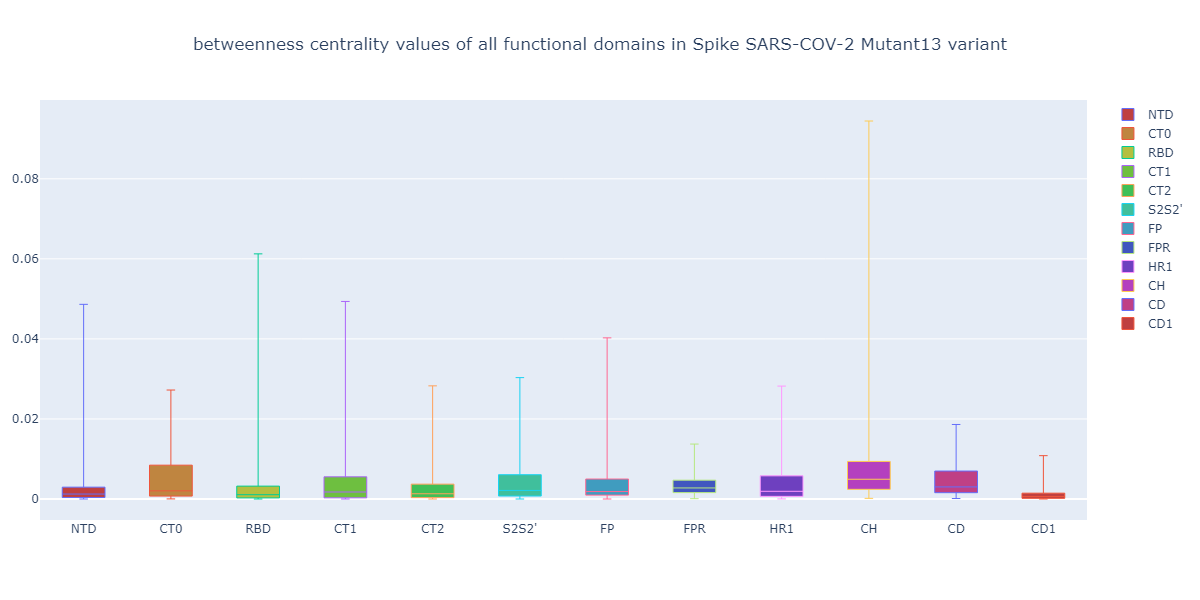 betweenness centrality values of all functional domains in Spike SARS-COV-2 Mutant13 variant
NTD
CT0
RBD
CT1
CT2
S2S2'
FP
FPR
HR1
CH
CD
CD1
0.08
0.06
0.04
0.02
0
NTD CT0 RBD CT1 CT2 S2S2' FP FPR HR1 CH CD CD1